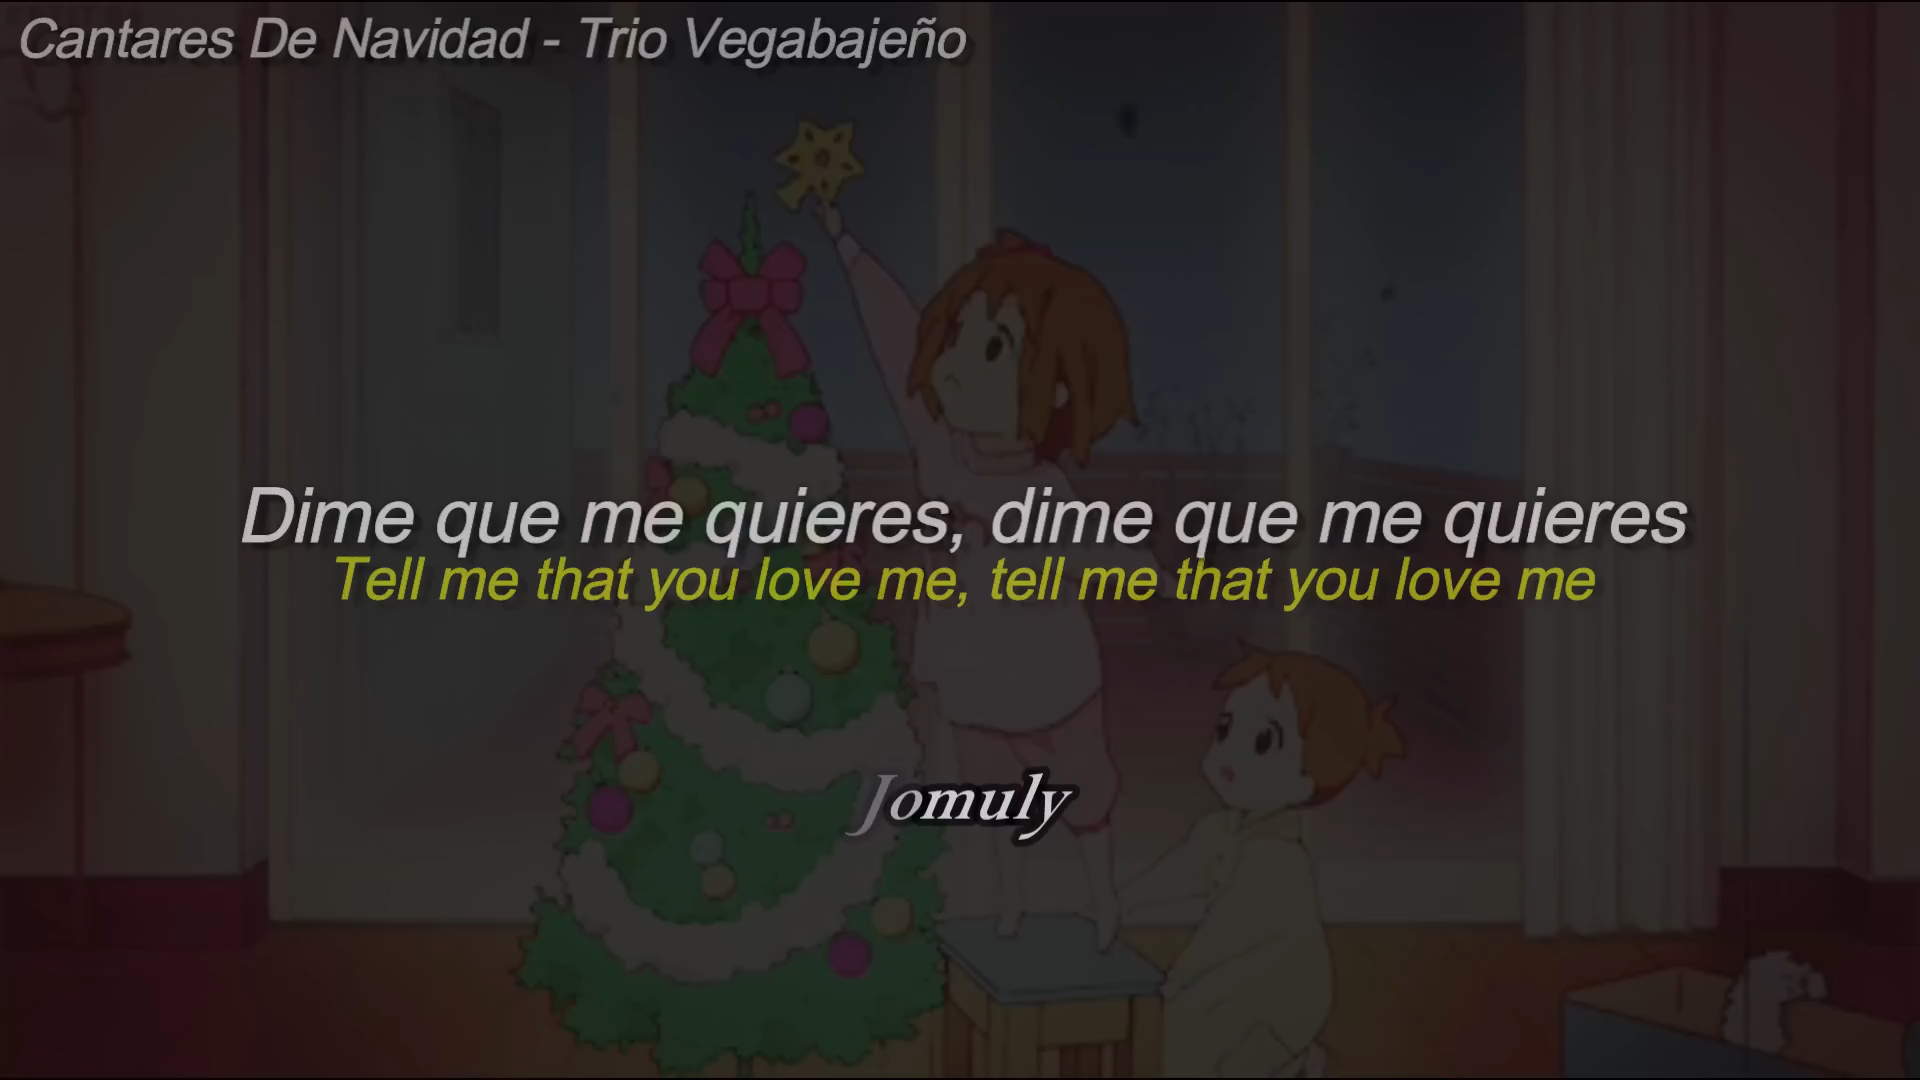 Cantares De Navidad - Trio Vegabajeño
Dime que me quieres, dime que me quieres
Tell me that you love me, tell me that you love me
Jomuly